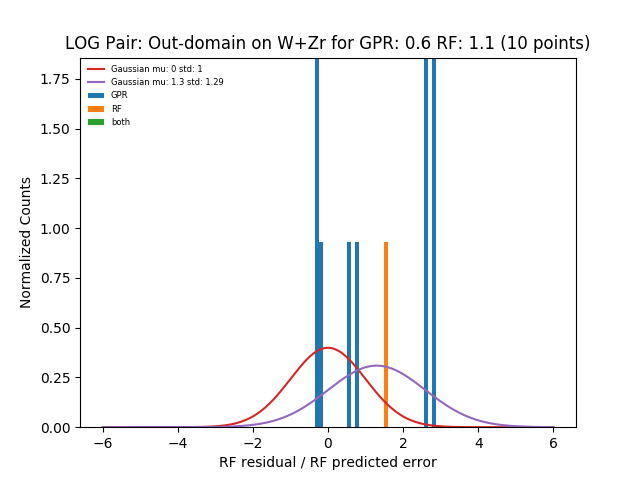 LOG Pair: Out-domain on W+Zr for GPR: 0.6 RF: 1.1 (10 points)
Gaussian mu: 0 std: 1
Gaussian mu: 1.3 std: 1.29
GPR
RF
both
Normalized Counts
1.75
1.50
1.25
1.00
0.75
0.50
0.25
0.00
−6
−4
−2
0
2
4
6
RF residual / RF predicted error